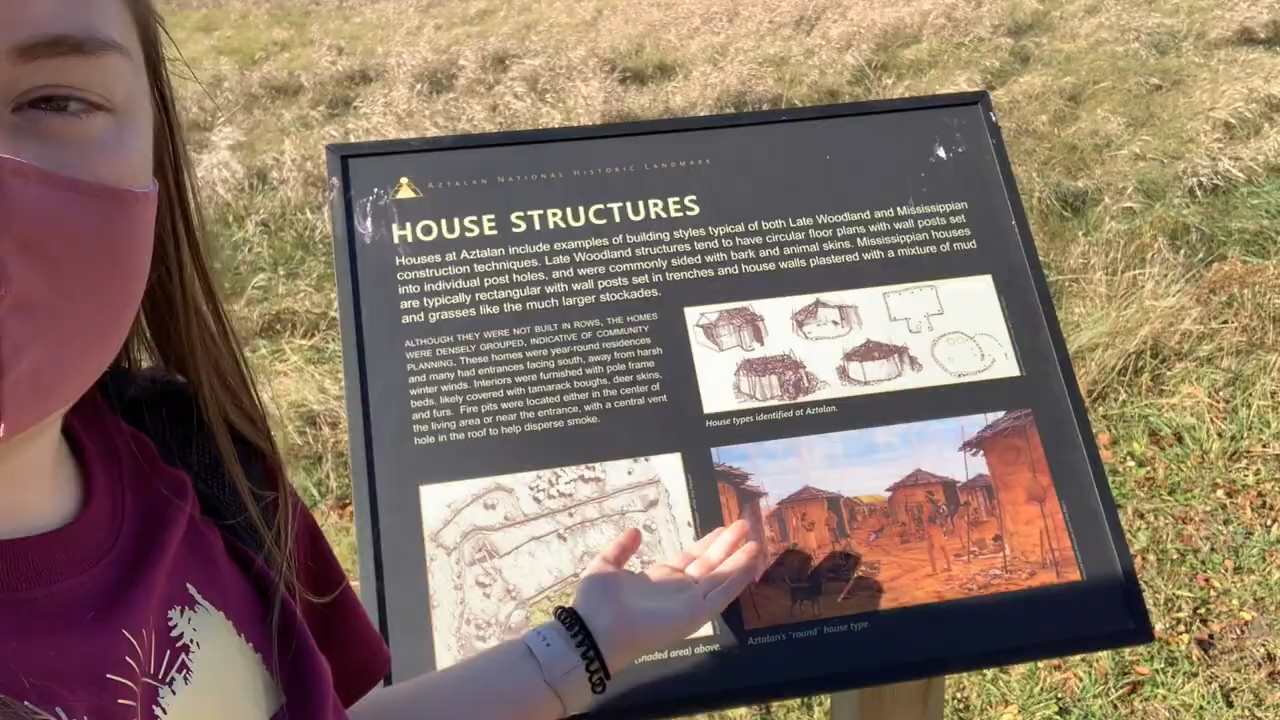 AZTALAN NATIONAL HISTORIC LANDMARK
HOUSE STRUCTURES
Houses at Aztalan include examples of building styles typical of both Late Woodland and Mississippian
construction techniques. Late Woodland structures tend to have circular floor plans with wall posts set
into individual post holes, and were commonly sided with bark and animal skins. Mississippian houses
are typically rectangular with wall posts set in trenches and house walls plastered with a mixture of mud
and grasses like the much larger stockades.
ALTHOUGH THEY WERE NOT BUILT IN ROWS, THE HOMES
WERE DENSELY GROUPED, INDICATIVE OF COMMUNITY
PLANNING. These homes were year-round residences
and many had entrances facing south, away from harsh
winter winds. Interiors were furnished with pole frame
beds, likely covered with tamarack boughs, deer skins,
and furs. Fire pits were located either in the center of
the living area or near the entrance, with a central vent
hole in the roof to help disperse smoke.
House types identified at Aztalan.
(shaded area) above.
Aztalan's "round" house type.